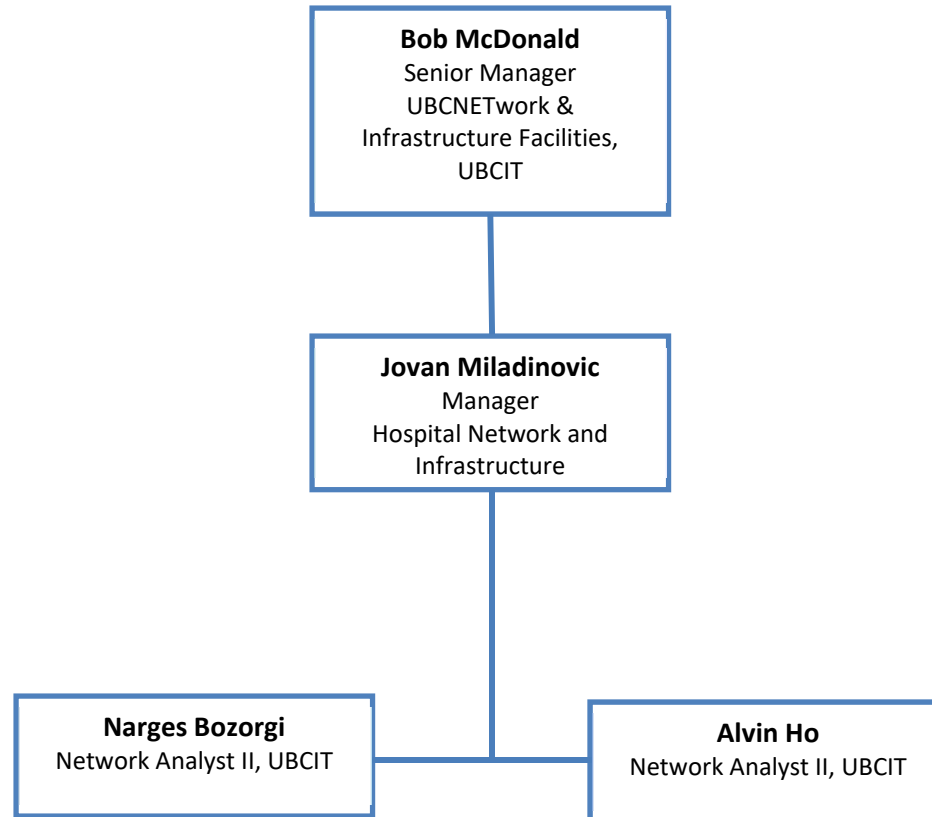 Bob McDonald
Senior Manager
UBCNETwork &
Infrastructure Facilities,
UBCIT
Jovan Miladinovic
Manager
Hospital Network and
Infrastructure
Narges Bozorgi
Network Analyst II, UBCIT
Alvin Ho
Network Analyst II, UBCIT